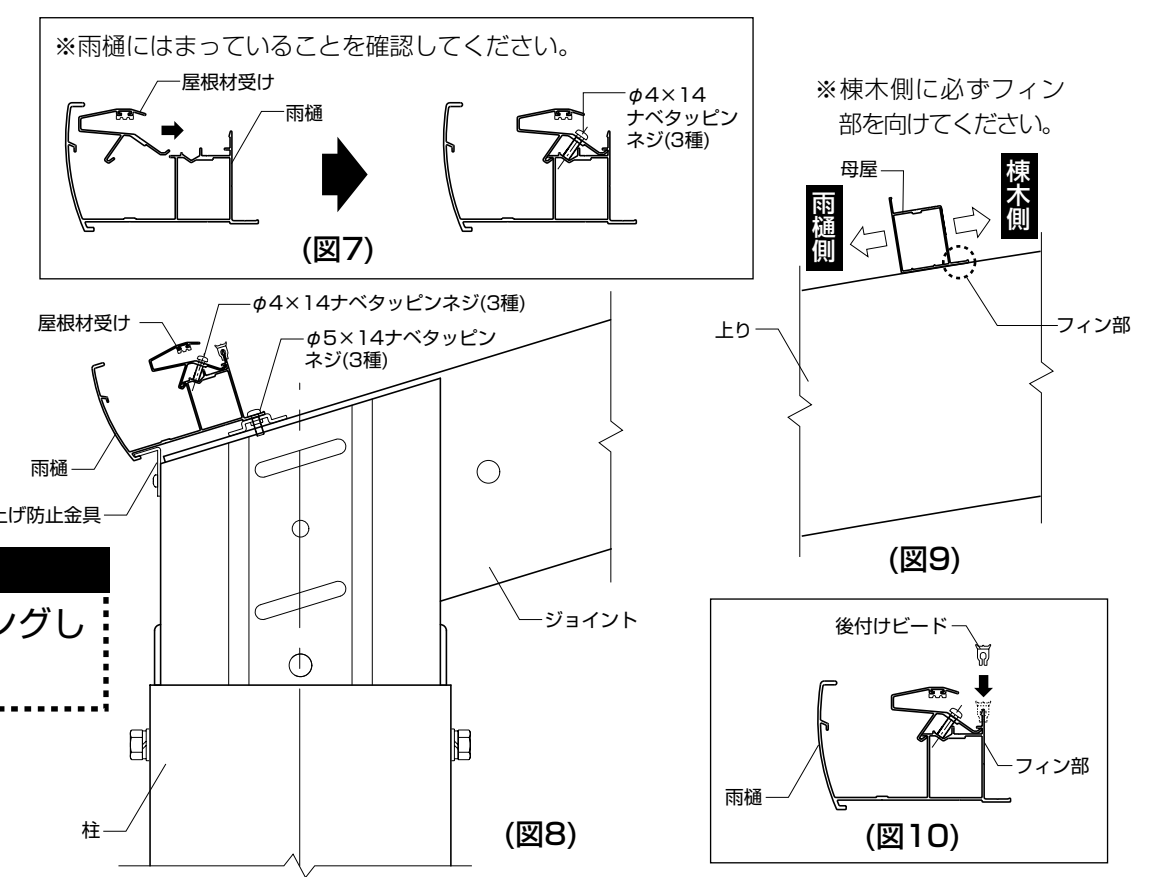 ※雨樋にはまっていることを確認してください。
屋根材受け
雨樋
φ4×14
ナベタッピン
ネジ(3種)
(図7)
※棟木側に必ずフィン
部を向けてください。
母屋
棟木側
雨樋側
上り
フィン部
(図9)
φ4×14ナベタッピンネジ(3種)
屋根材受け
φ5×14ナベタッピン
ネジ(3種)
雨樋
上げ防止金具
ングし
ジョイント
柱
(図8)
後付けビード
フィン部
雨樋
(図10)